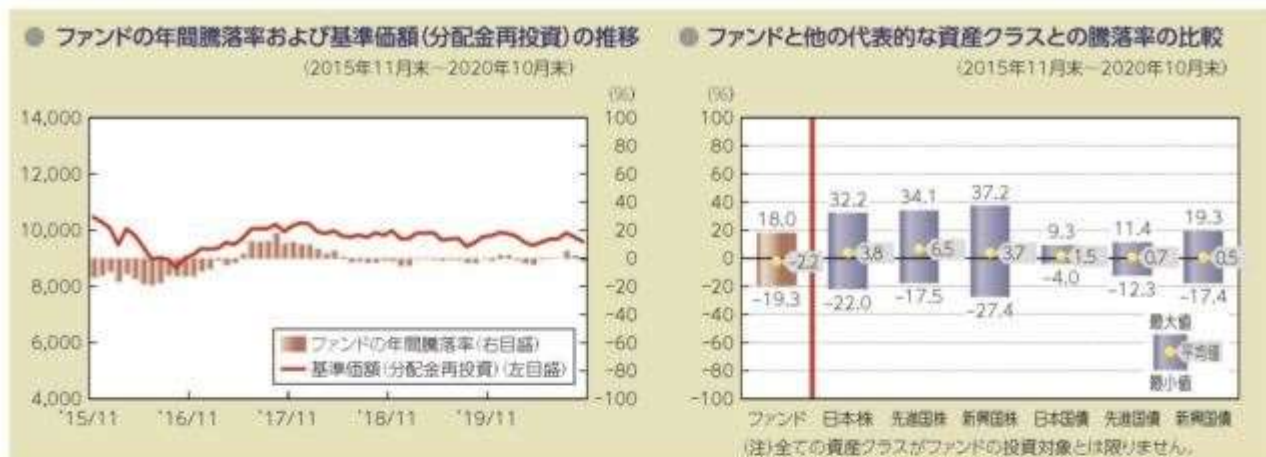 ● ファンドの年間騰落率および基準価額(分配金再投資)の推移
(2015年11月末～2020年10月末)
(%)
14,000
12,000
10,000
8,000
6,000
4,000
100
80
60
40
20
0
-20
-40
-60
-80
-100
ファンドの年間騰落率(右目盛)
基準価額(分配金再投資)(左目盛)
'15/11 '16/11 '17/11 '18/11 '19/11
● ファンドと他の代表的な資産クラスとの騰落率の比較
(2015年11月末～2020年10月末)
(%)
100
80
60
40
20
0
-20
-40
-60
-80
-100
18.0 32.2 34.1 37.2 9.3 11.4 19.3
-2.2 3.8 6.5 3.7 1.5 0.7 0.5
-19.3 -22.0 -17.5 -27.4 -4.0 -12.3 -17.4
最大値
平均値
最小値
ファンド 日本株 先進国株 新興国株 日本国債 先進国債 新興国債
(注)全ての資産クラスがファンドの投資対象とは限りません。